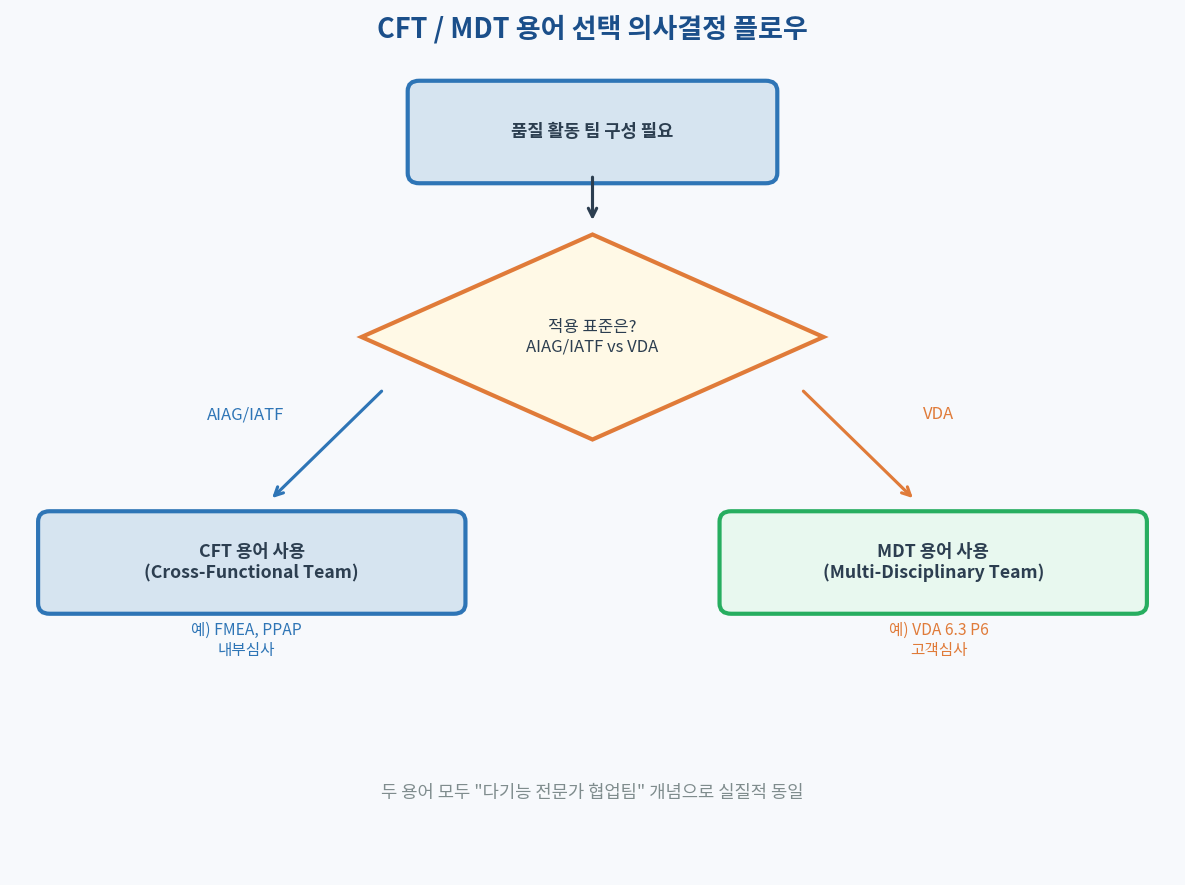 CFT / MDT 용어 선택 의사결정 플로우
품질 활동 팀 구성 필요
적용 표준은?
AIAG/IATF vs VDA
AIAG/IATF
VDA
CFT 용어 사용
(Cross-Functional Team)
MDT 용어 사용
(Multi-Disciplinary Team)
예) FMEA, PPAP
내부심사
예) VDA 6.3 P6
고객심사
두 용어 모두 "다기능 전문가 협업팀" 개념으로 실질적 동일